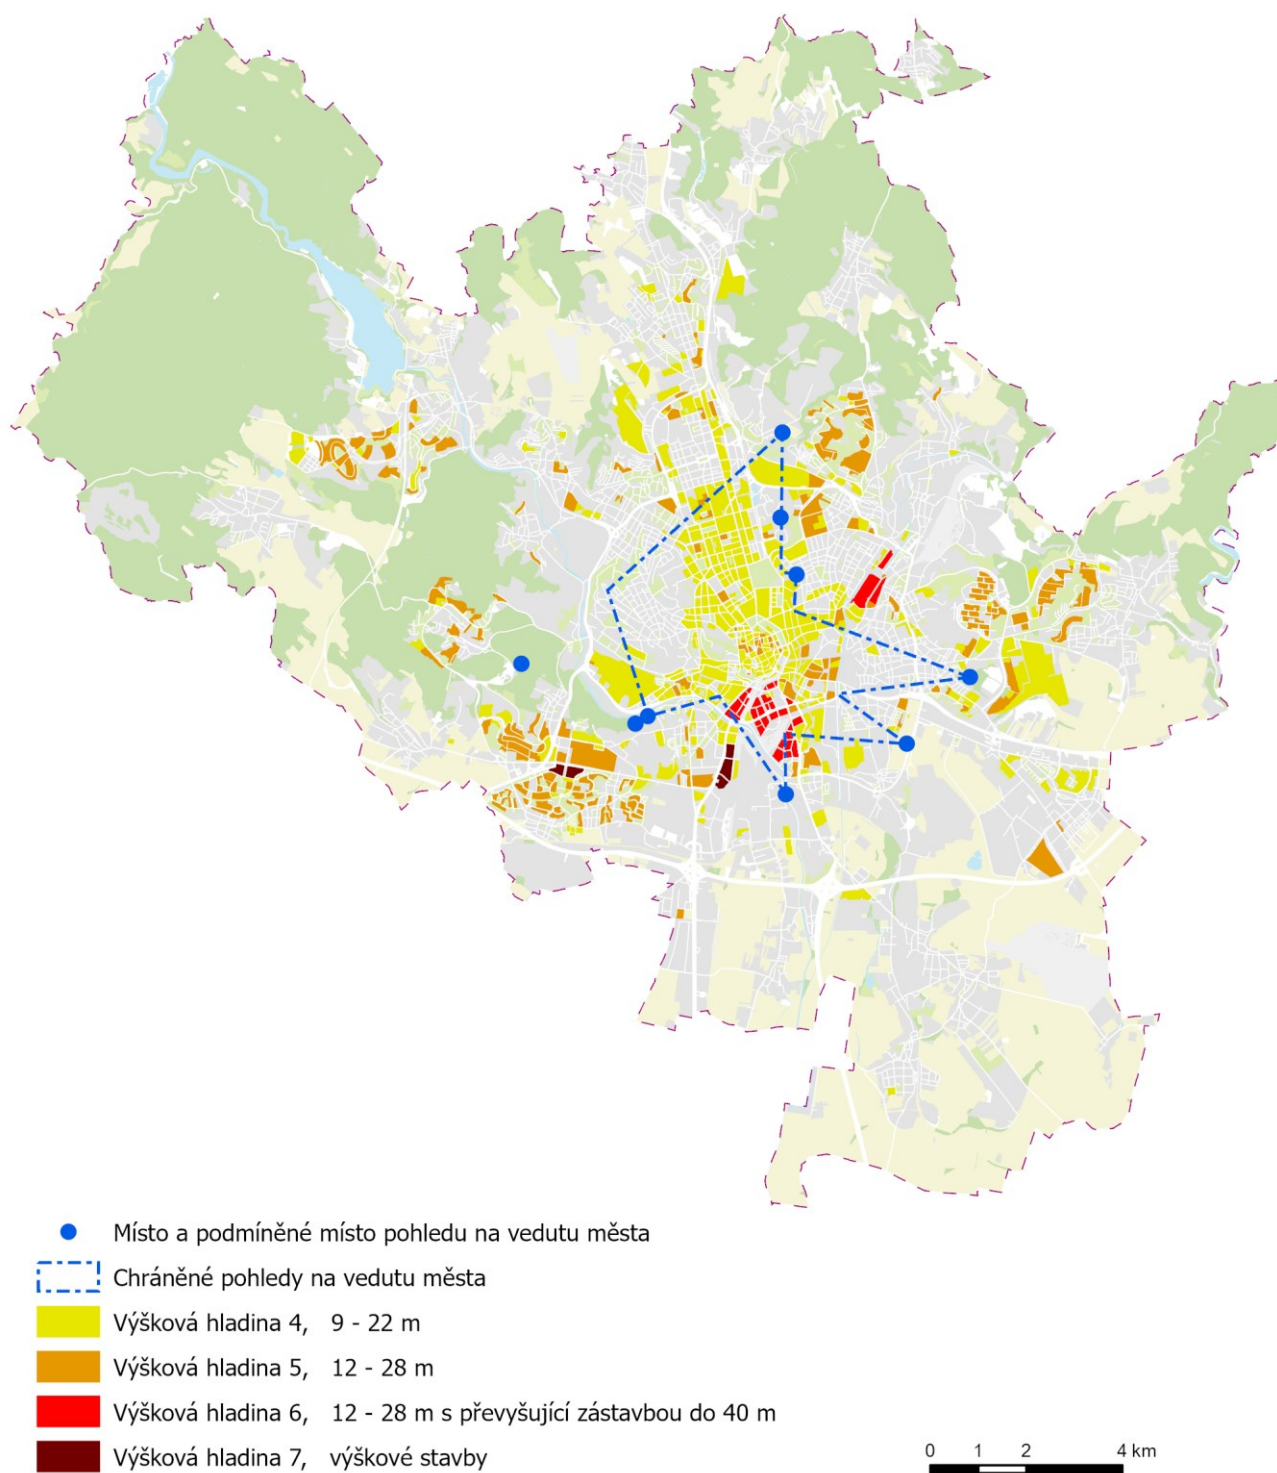 Místo a podmíněné místo pohledu na vedutu města
Chráněné pohledy na vedutu města
Výšková hladina 4, 9 - 22 m
Výšková hladina 5, 12 - 28 m
Výšková hladina 6, 12 - 28 m s převyšující zástavbou do 40 m
Výšková hladina 7, výškové stavby
0 1 2 4 km